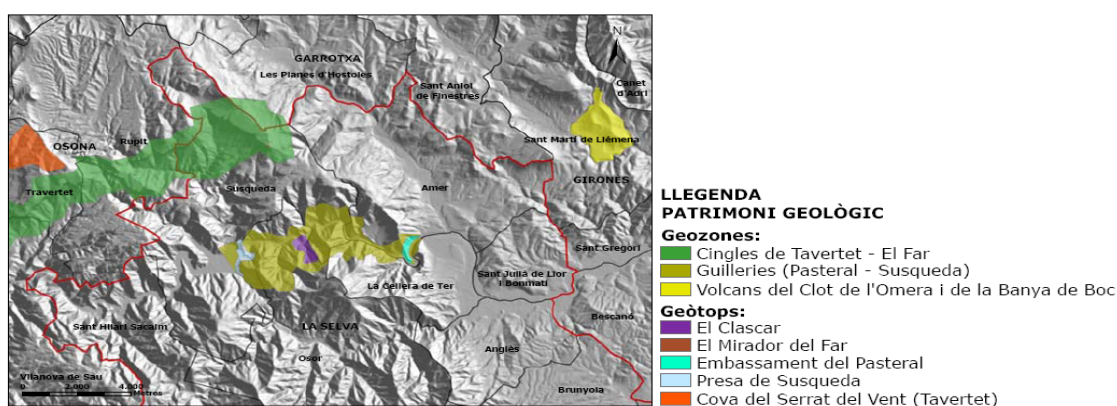 N
GARROTXA
Les Planes d'Hostoles
Sant Aniol
de Finestres
Canet
d'Adri
OSONA
Rupit
Sant Martí de Llémena
GIRONES
Travertet
Susqueda
Amer
Sant Gregori
Sant Julià de Llor
i Bonmatí
La Cellera de Ter
Sant Hilari Sacalm
LA SELVA
Bescanó
Osor
Anglès
Vilanova de Sau
0 2.000 4.000
Metres
Brunyola
LLEGENDA
PATRIMONI GEOLÒGIC
Geozones:
Cingles de Tavertet - El Far
Guilleries (Pasteral - Susqueda)
Volcans del Clot de l'Omera i de la Banya de Boc
Geòtops:
El Clascar
El Mirador del Far
Embassament del Pasteral
Presa de Susqueda
Cova del Serrat del Vent (Tavertet)